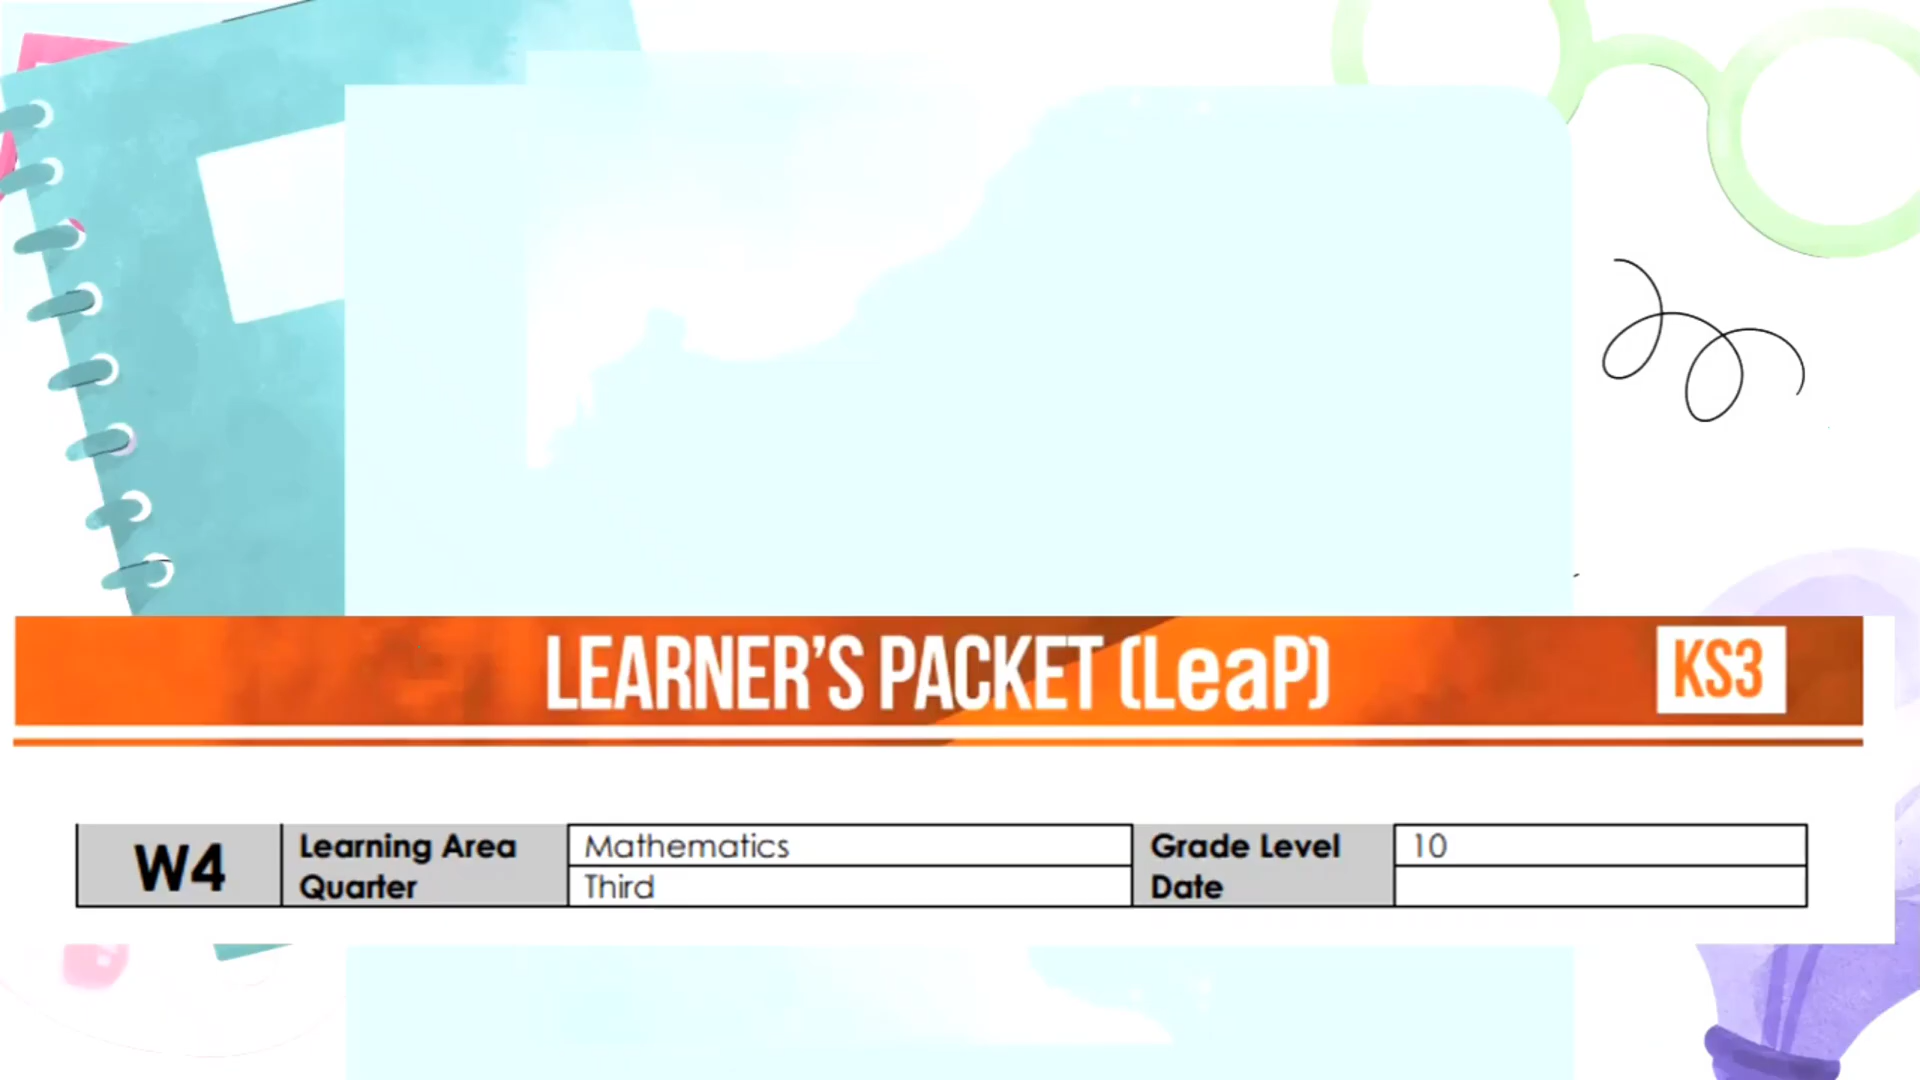 LEARNER'S PACKET (LeaP)
KS3
W4
Learning Area
Mathematics
Grade Level
10
Quarter
Third
Date